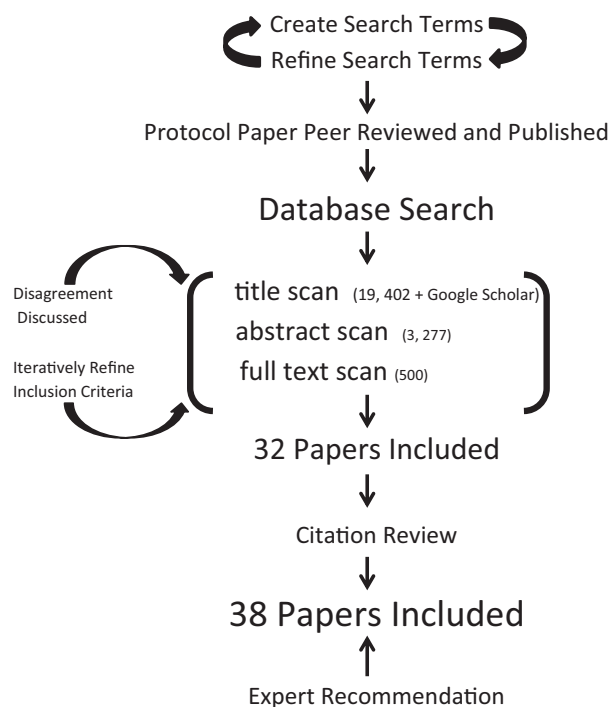 Create Search Terms
Refine Search Terms
Protocol Paper Peer Reviewed and Published
Database Search
Disagreement
Discussed
title scan (19, 402 + Google Scholar)
abstract scan (3, 277)
Iteratively Refine
Inclusion Criteria
full text scan (500)
32 Papers Included
Citation Review
38 Papers Included
Expert Recommendation